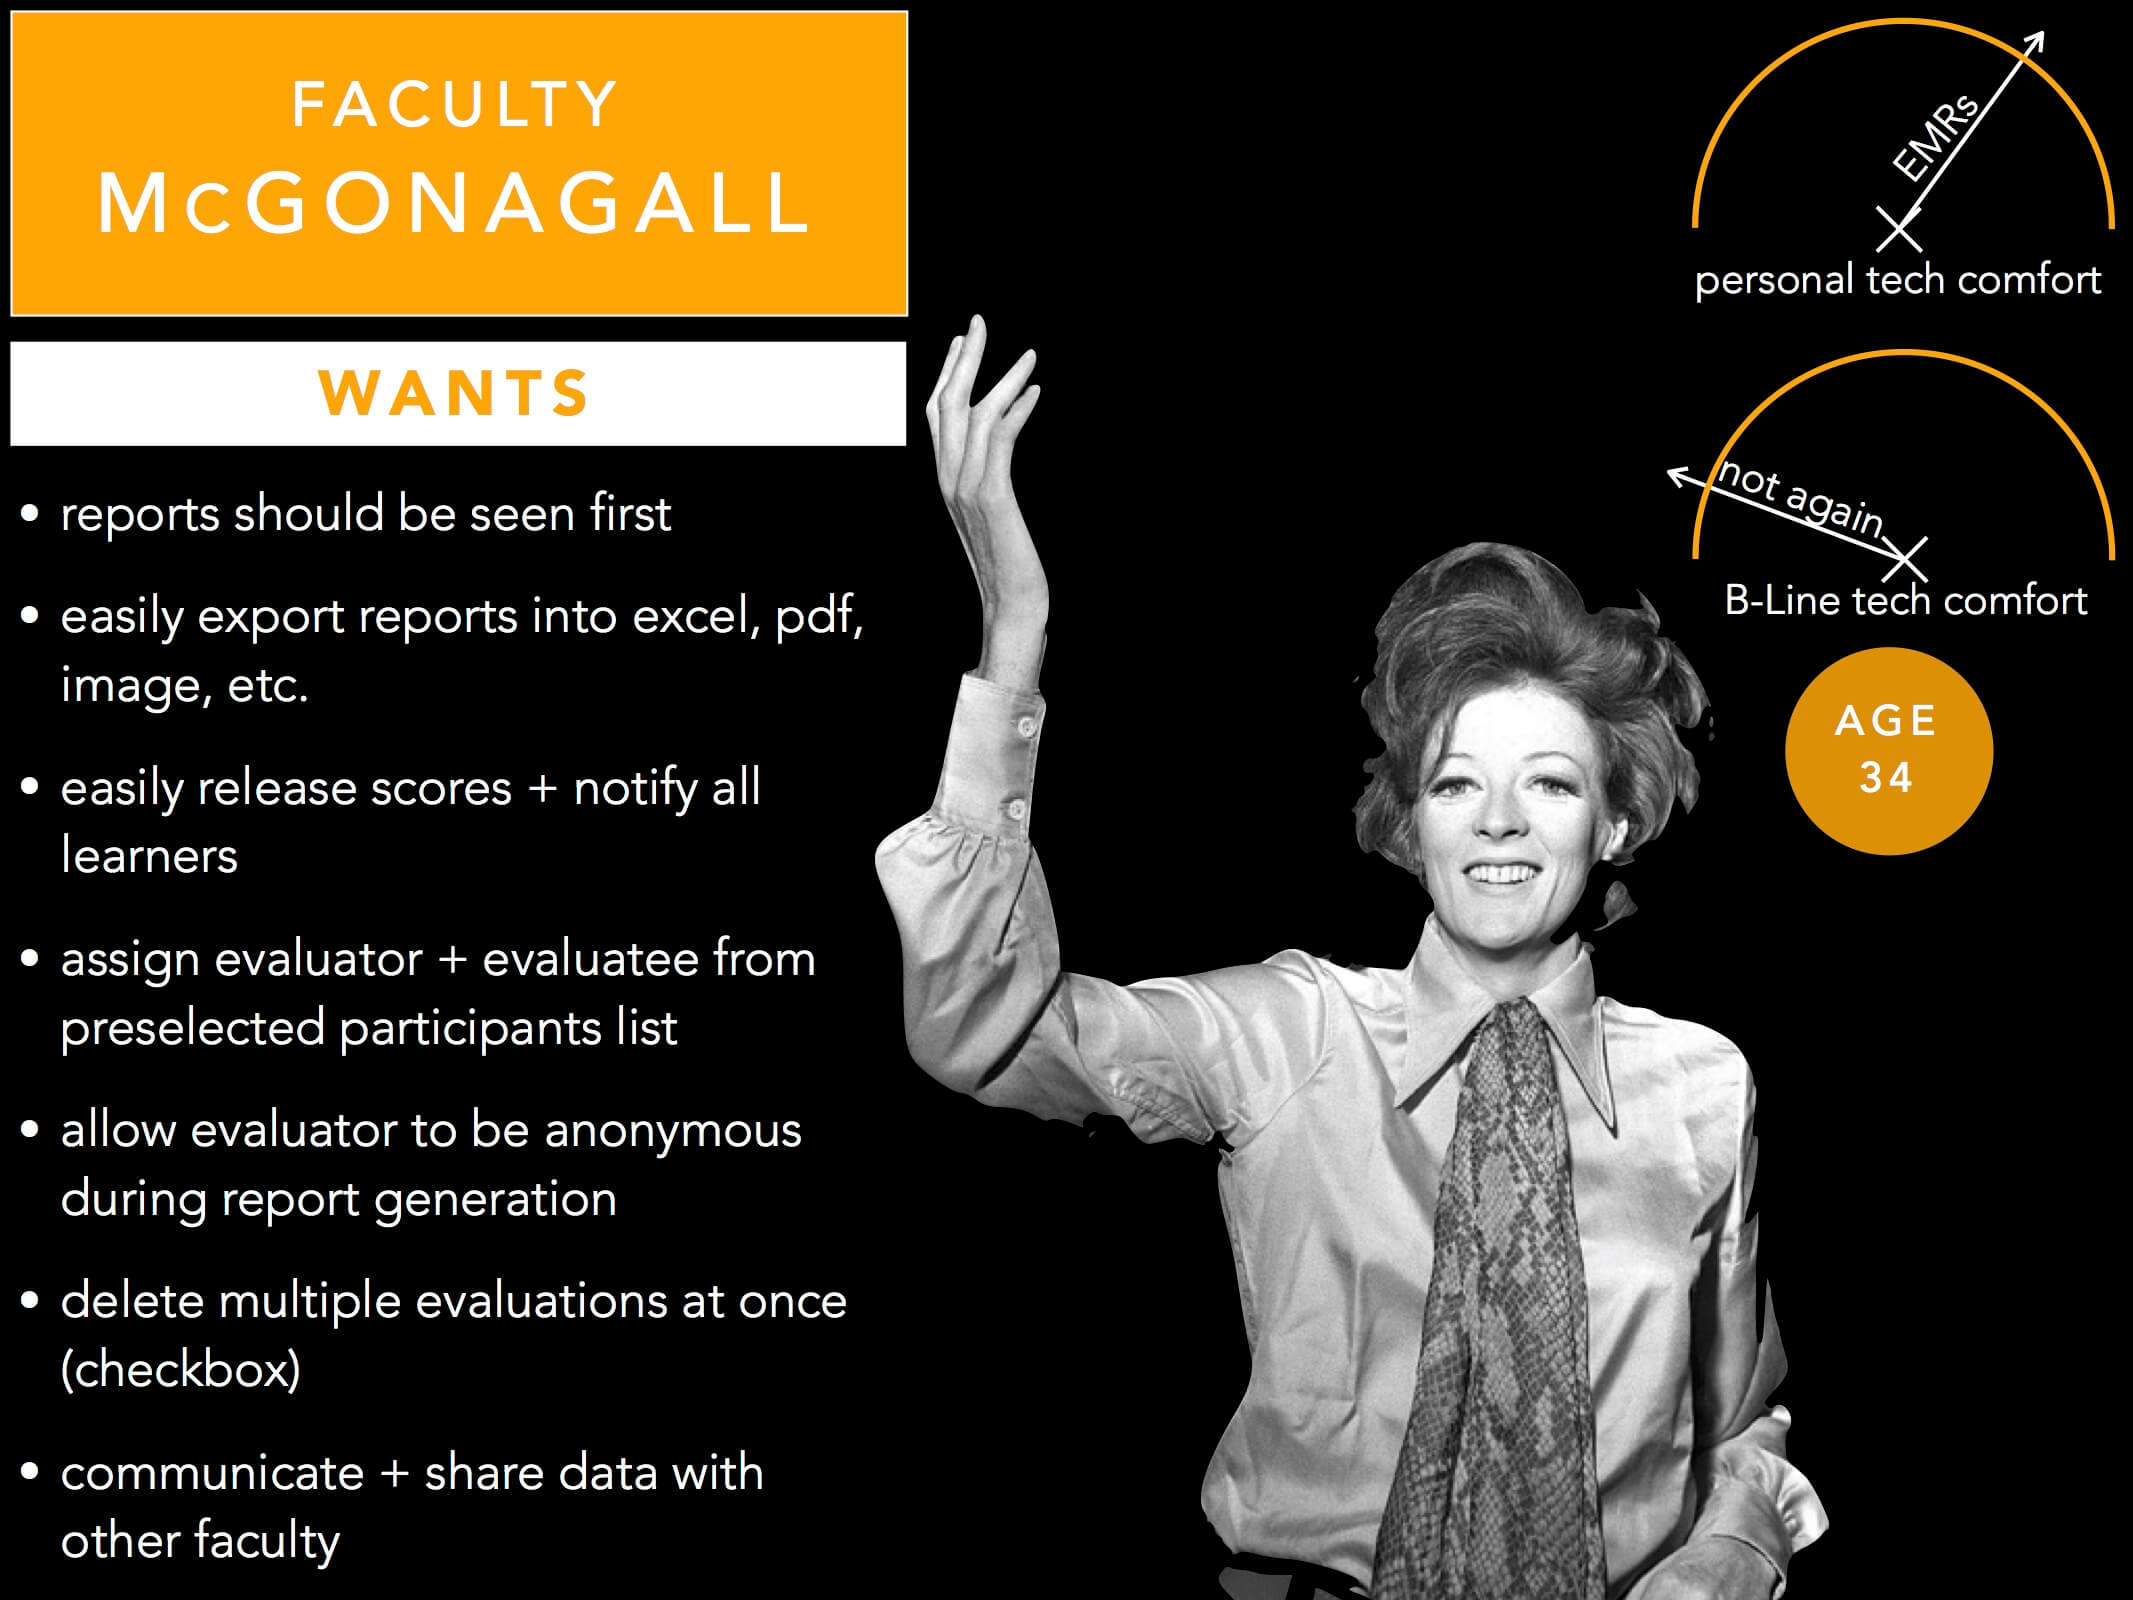 FACULTY
McGONAGALL
WANTS
• reports should be seen first
• easily export reports into excel, pdf,
image, etc.
• easily release scores + notify all
learners
• assign evaluator + evaluatee from
preselected participants list
• allow evaluator to be anonymous
during report generation
• delete multiple evaluations at once
(checkbox)
• communicate + share data with
other faculty
EMRs
personal tech comfort
not again
B-Line tech comfort
AGE
34